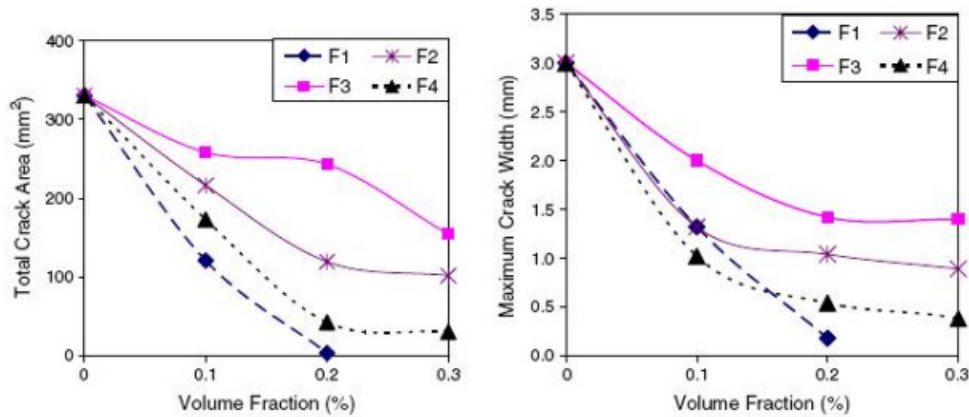 400
300
200
100
0
Total Crack Area (mm²)
F1 F2
F3 F4
0 0.1 0.2 0.3
Volume Fraction (%)
3.5
3.0
2.5
2.0
1.5
1.0
0.5
0.0
Maximum Crack Width (mm)
F1 F2
F3 F4
0 0.1 0.2 0.3
Volume Fraction (%)